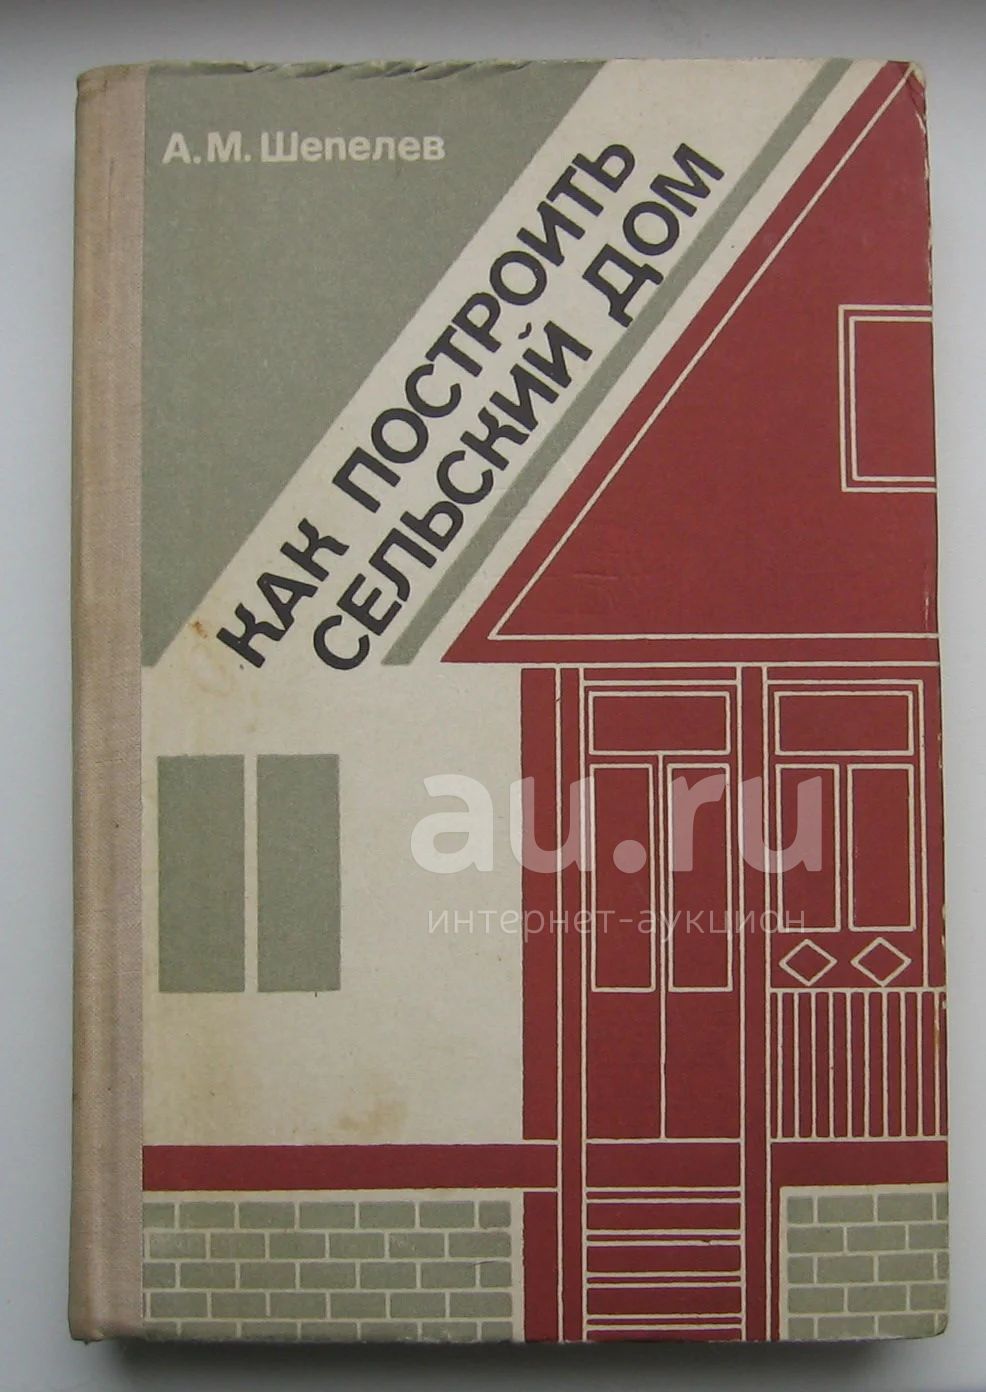 А.М. Шепелев
КАК ПОСТРОИТЬ
СЕЛЬСКИЙ ДОМ
au.ru
интернет-аукцион